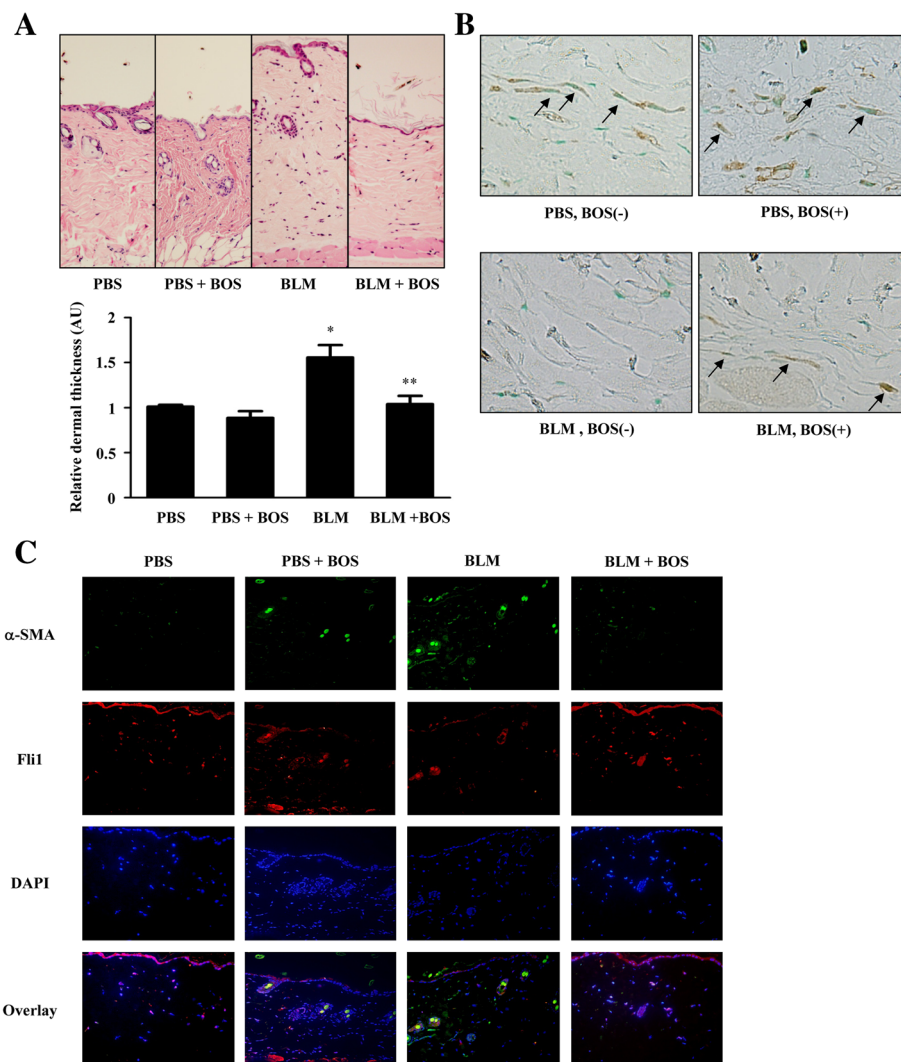 A
B
PBS PBS + BOS BLM BLM + BOS
PBS, BOS(-) PBS, BOS(+)
BLM , BOS(-) BLM, BOS(+)
Relative dermal thickness (AU)
2
1.5
1
0.5
0
*
**
PBS PBS + BOS BLM BLM +BOS
C
PBS PBS + BOS BLM BLM + BOS
α-SMA
Fli1
DAPI
Overlay